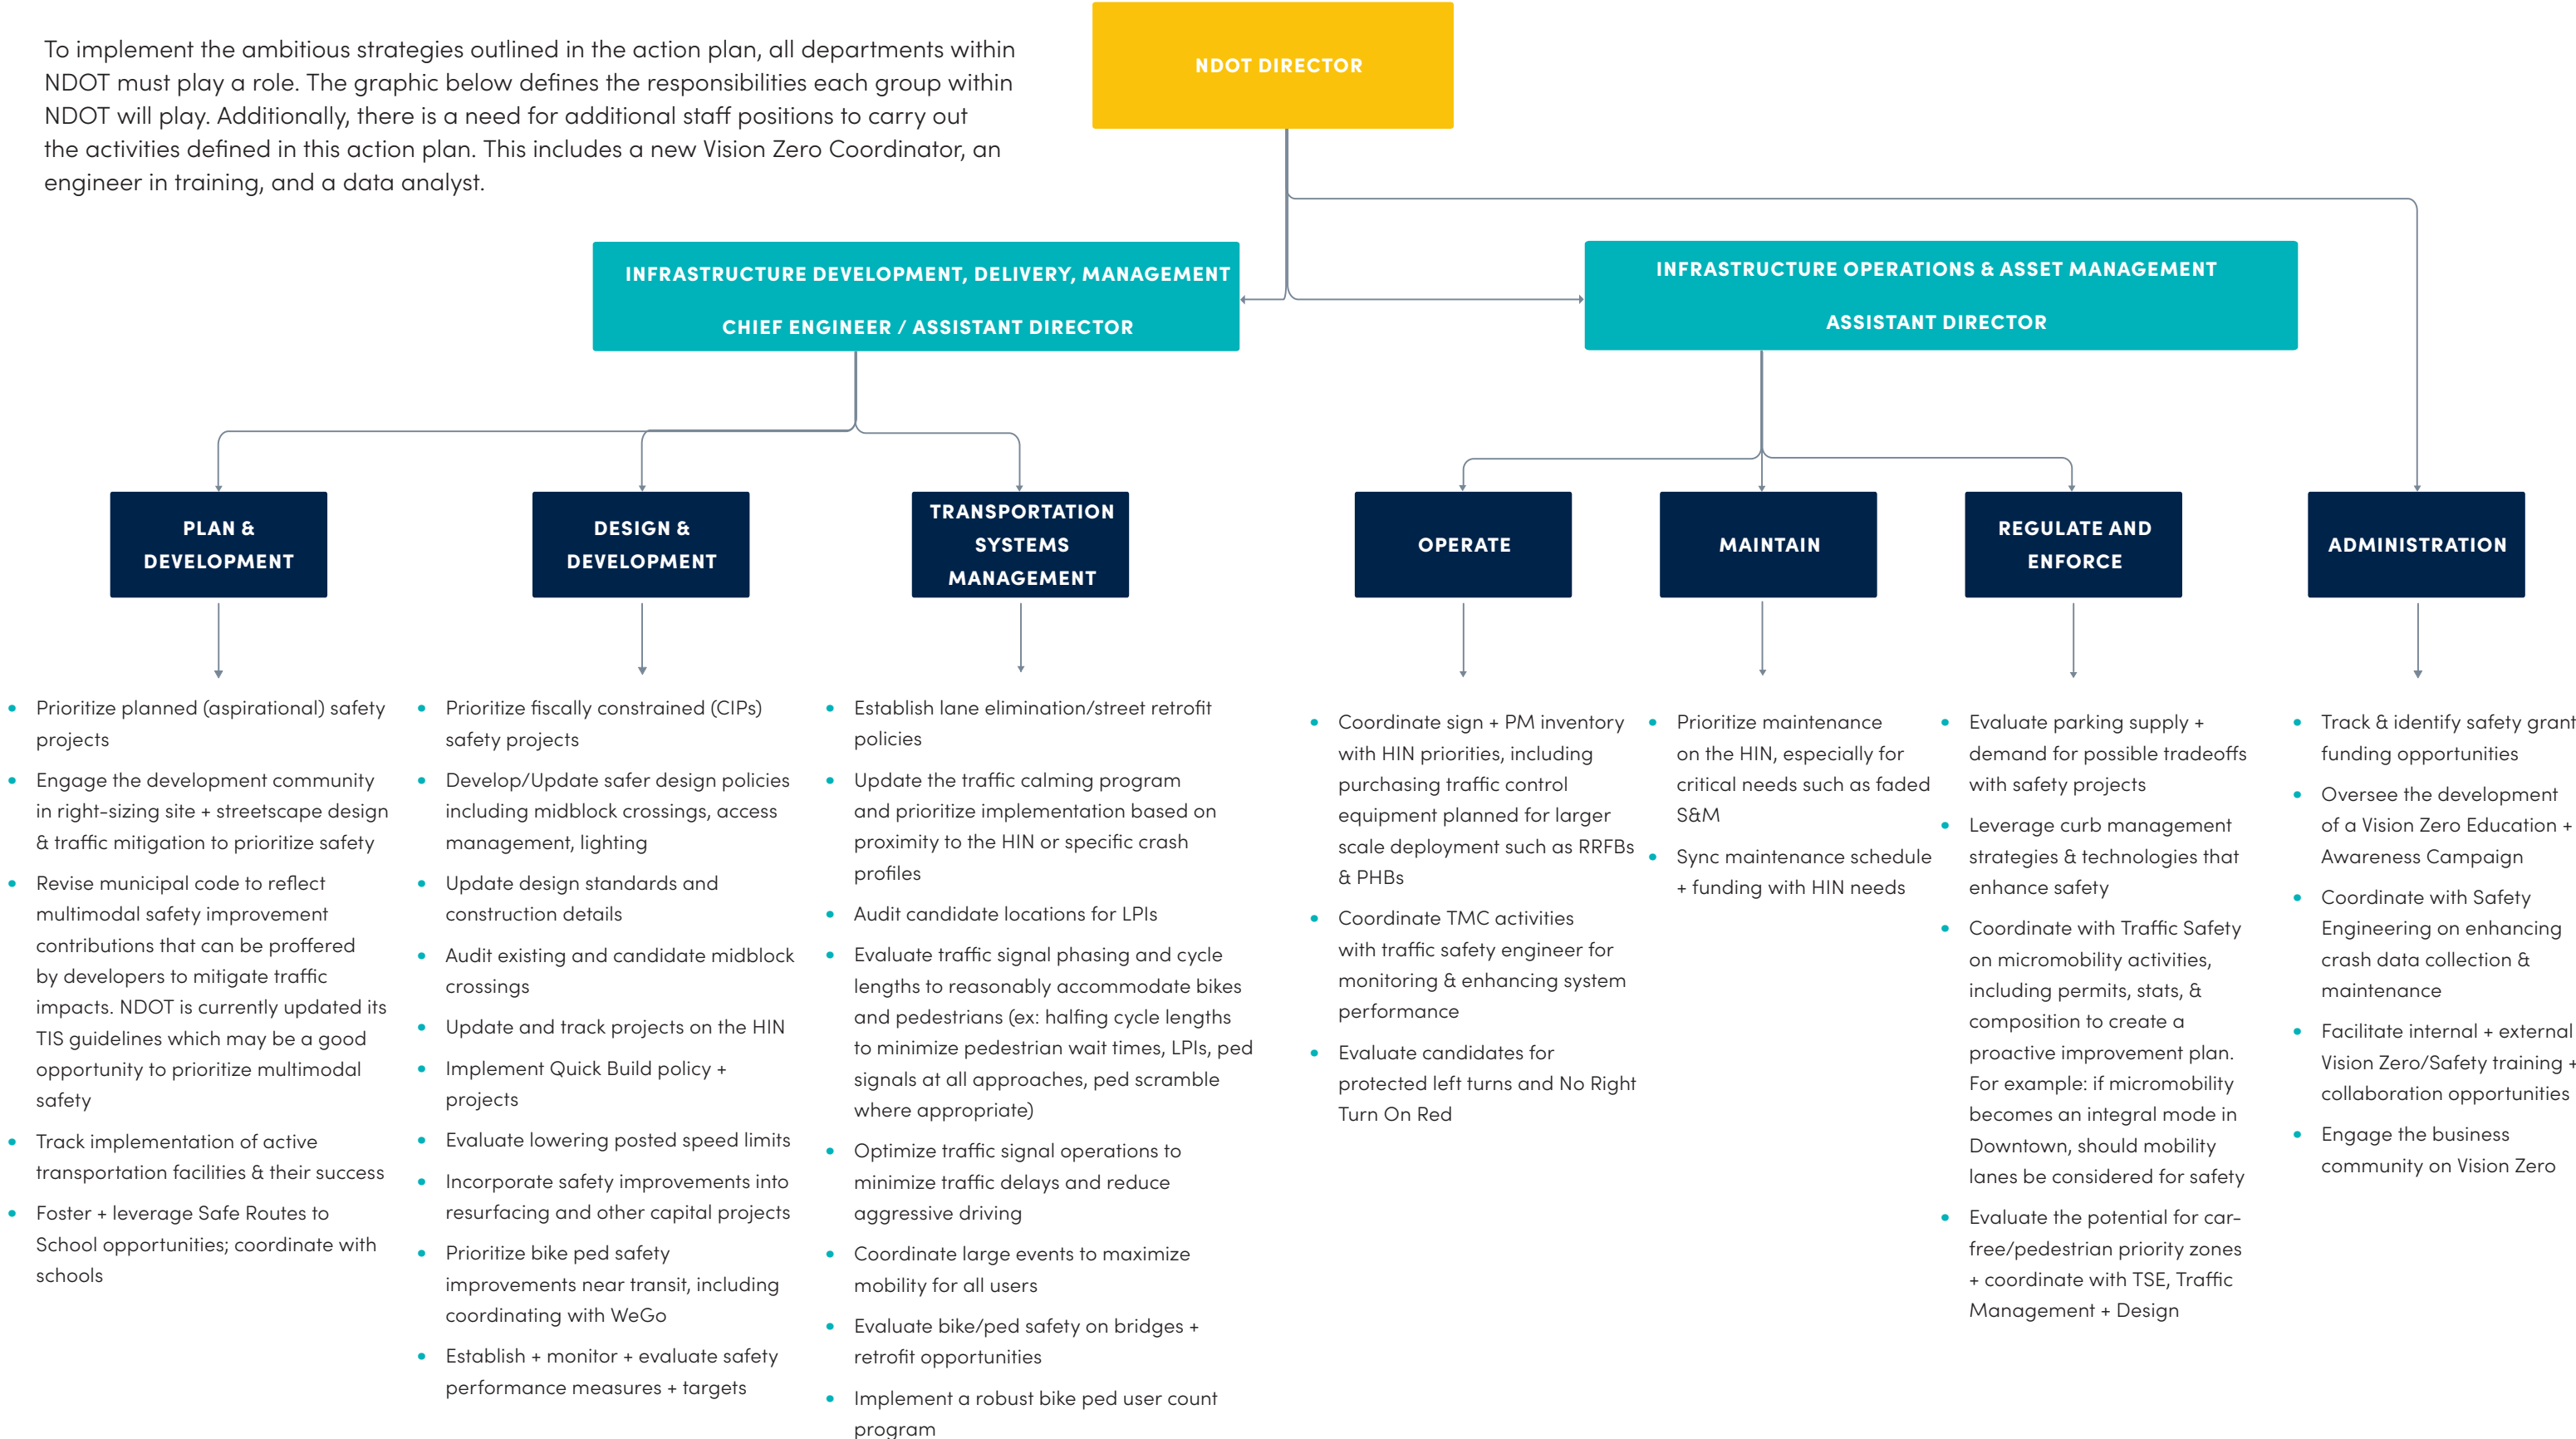 To implement the ambitious strategies outlined in the action plan, all departments within
NDOT must play a role. The graphic below defines the responsibilities each group within
NDOT will play. Additionally, there is a need for additional staff positions to carry out
the activities defined in this action plan. This includes a new Vision Zero Coordinator, an
engineer in training, and a data analyst.
NDOT DIRECTOR
INFRASTRUCTURE DEVELOPMENT, DELIVERY, MANAGEMENT
CHIEF ENGINEER / ASSISTANT DIRECTOR
INFRASTRUCTURE OPERATIONS & ASSET MANAGEMENT
ASSISTANT DIRECTOR
PLAN &
DEVELOPMENT
DESIGN &
DEVELOPMENT
TRANSPORTATION
SYSTEMS
MANAGEMENT
OPERATE
MAINTAIN
REGULATE AND
ENFORCE
ADMINISTRATION
• Prioritize planned (aspirational) safety
projects
• Engage the development community
in right-sizing site + streetscape design
& traffic mitigation to prioritize safety
• Revise municipal code to reflect
multimodal safety improvement
contributions that can be proffered
by developers to mitigate traffic
impacts. NDOT is currently updated its
TIS guidelines which may be a good
opportunity to prioritize multimodal
safety
• Track implementation of active
transportation facilities & their success
• Foster + leverage Safe Routes to
School opportunities; coordinate with
schools
• Prioritize fiscally constrained (CIPs)
safety projects
• Develop/Update safer design policies
including midblock crossings, access
management, lighting
• Update design standards and
construction details
• Audit existing and candidate midblock
crossings
• Update and track projects on the HIN
• Implement Quick Build policy +
projects
• Evaluate lowering posted speed limits
• Incorporate safety improvements into
resurfacing and other capital projects
• Prioritize bike ped safety
improvements near transit, including
coordinating with WeGo
• Establish + monitor + evaluate safety
performance measures + targets
• Establish lane elimination/street retrofit
policies
• Update the traffic calming program
and prioritize implementation based on
proximity to the HIN or specific crash
profiles
• Audit candidate locations for LPIs
• Evaluate traffic signal phasing and cycle
lengths to reasonably accommodate bikes
and pedestrians (ex: halfing cycle lengths
to minimize pedestrian wait times, LPIs, ped
signals at all approaches, ped scramble
where appropriate)
• Optimize traffic signal operations to
minimize traffic delays and reduce
aggressive driving
• Coordinate large events to maximize
mobility for all users
• Evaluate bike/ped safety on bridges +
retrofit opportunities
• Implement a robust bike ped user count
program
• Coordinate sign + PM inventory
with HIN priorities, including
purchasing traffic control
equipment planned for larger
scale deployment such as RRFBs
& PHBs
• Coordinate TMC activities
with traffic safety engineer for
monitoring & enhancing system
performance
• Evaluate candidates for
protected left turns and No Right
Turn On Red
• Prioritize maintenance
on the HIN, especially for
critical needs such as faded
S&M
• Sync maintenance schedule
+ funding with HIN needs
• Evaluate parking supply +
demand for possible tradeoffs
with safety projects
• Leverage curb management
strategies & technologies that
enhance safety
• Coordinate with Traffic Safety
on micromobility activities,
including permits, stats, &
composition to create a
proactive improvement plan.
For example: if micromobility
becomes an integral mode in
Downtown, should mobility
lanes be considered for safety
• Evaluate the potential for car-
free/pedestrian priority zones
+ coordinate with TSE, Traffic
Management + Design
• Track & identify safety grant
funding opportunities
• Oversee the development
of a Vision Zero Education +
Awareness Campaign
• Coordinate with Safety
Engineering on enhancing
crash data collection &
maintenance
• Facilitate internal + external
Vision Zero/Safety training +
collaboration opportunities
• Engage the business
community on Vision Zero